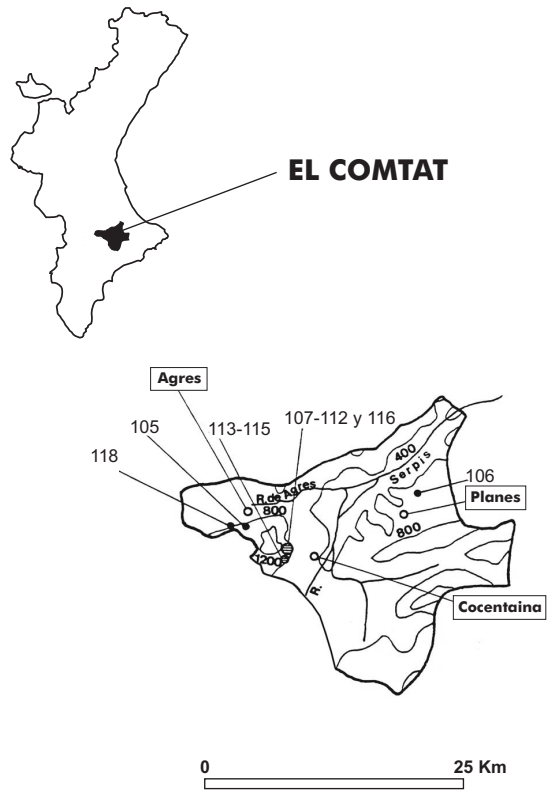 EL COMTAT
Agres
105
113-115
107-112 y 116
118
400
Serpis
106
R. de Agres
800
Planes
800
1200
R.
Cocentaina
0
25 Km